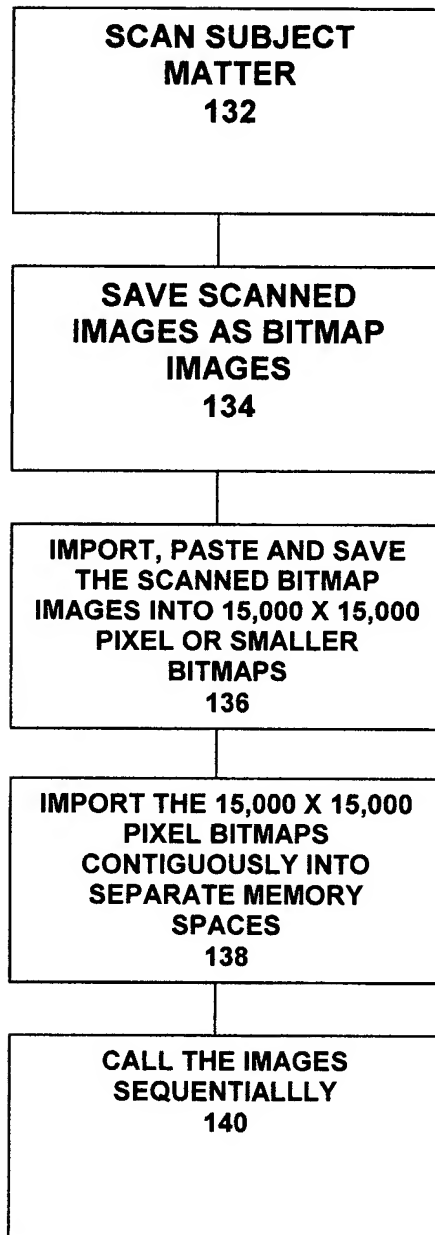 SCAN SUBJECT
MATTER
132
SAVE SCANNED
IMAGES AS BITMAP
IMAGES
134
IMPORT, PASTE AND SAVE
THE SCANNED BITMAP
IMAGES INTO 15,000 X 15,000
PIXEL OR SMALLER
BITMAPS
136
IMPORT THE 15,000 X 15,000
PIXEL BITMAPS
CONTIGUOUSLY INTO
SEPARATE MEMORY
SPACES
138
CALL THE IMAGES
SEQUENTIALLLY
140